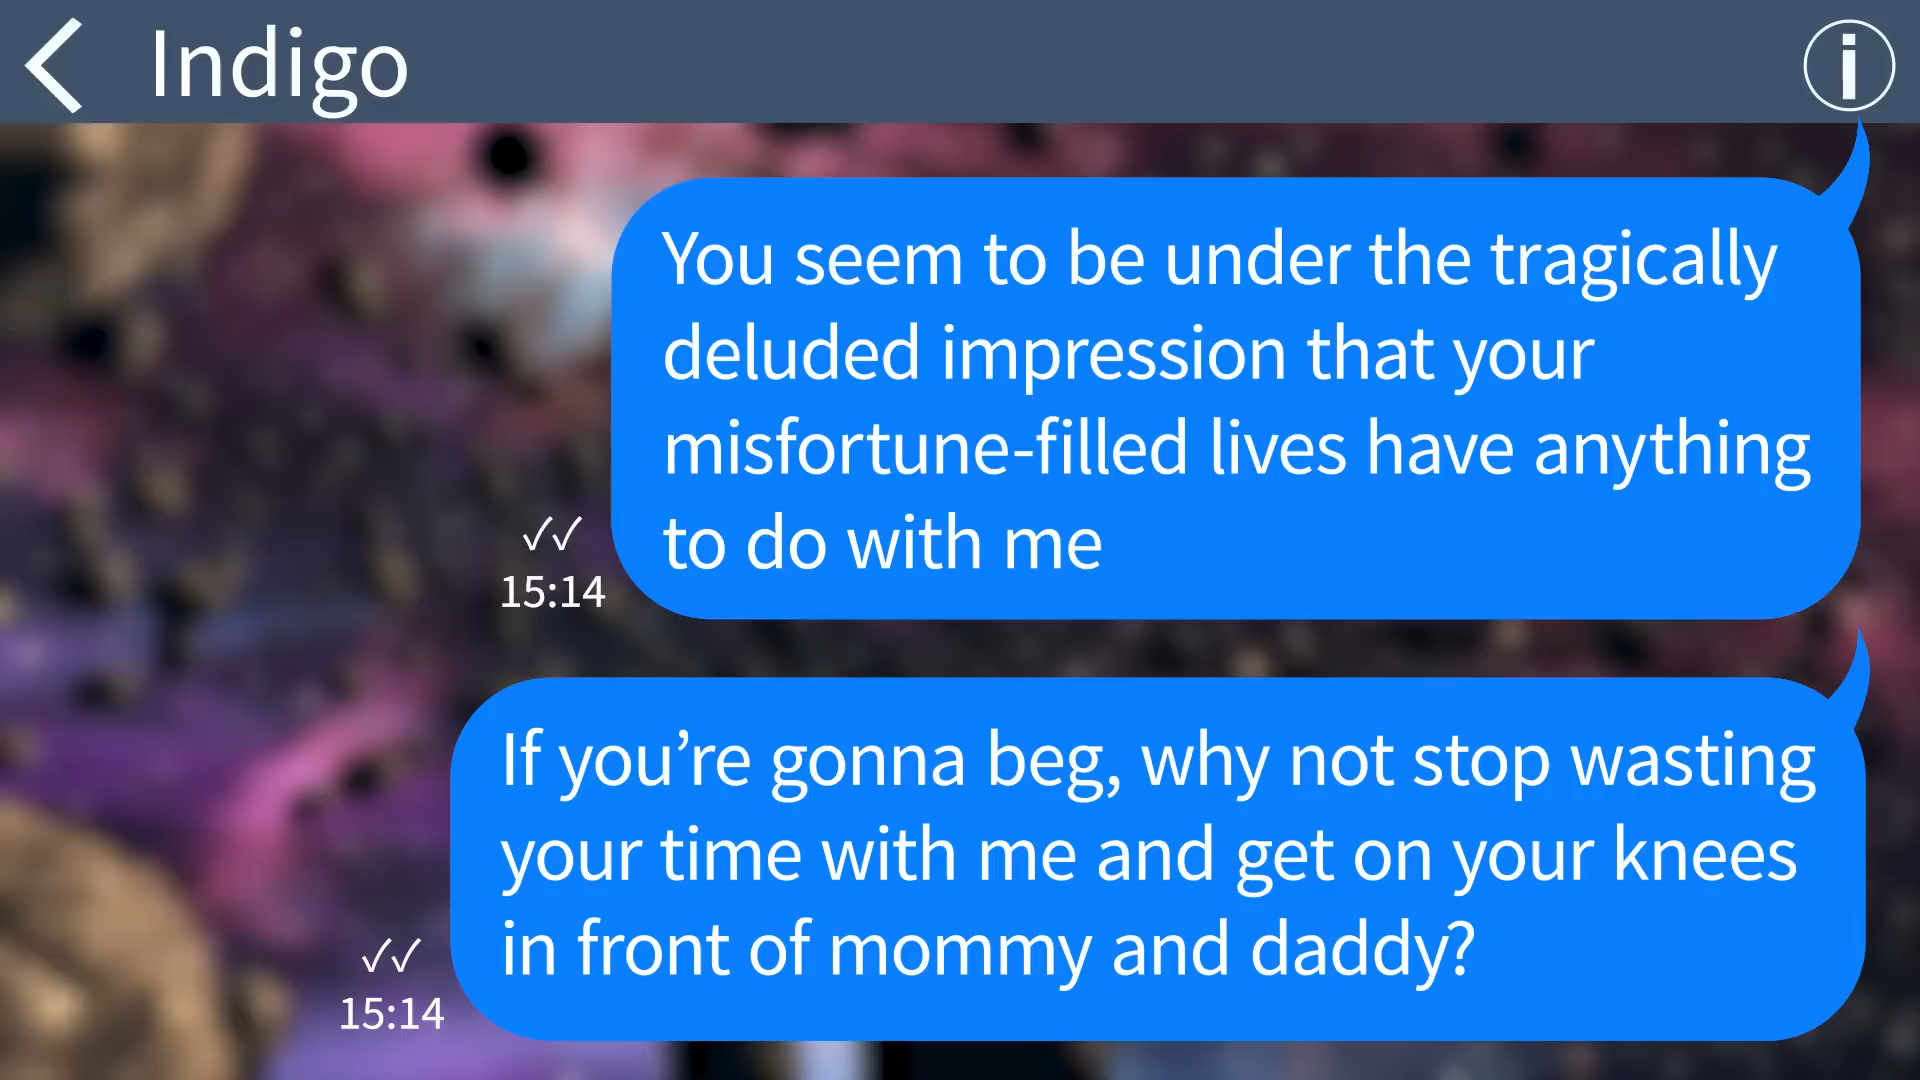 Indigo
You seem to be under the tragically
deluded impression that your
misfortune-filled lives have anything
to do with me
✓✓
15:14
If you’re gonna beg, why not stop wasting
your time with me and get on your knees
in front of mommy and daddy?
✓✓
15:14